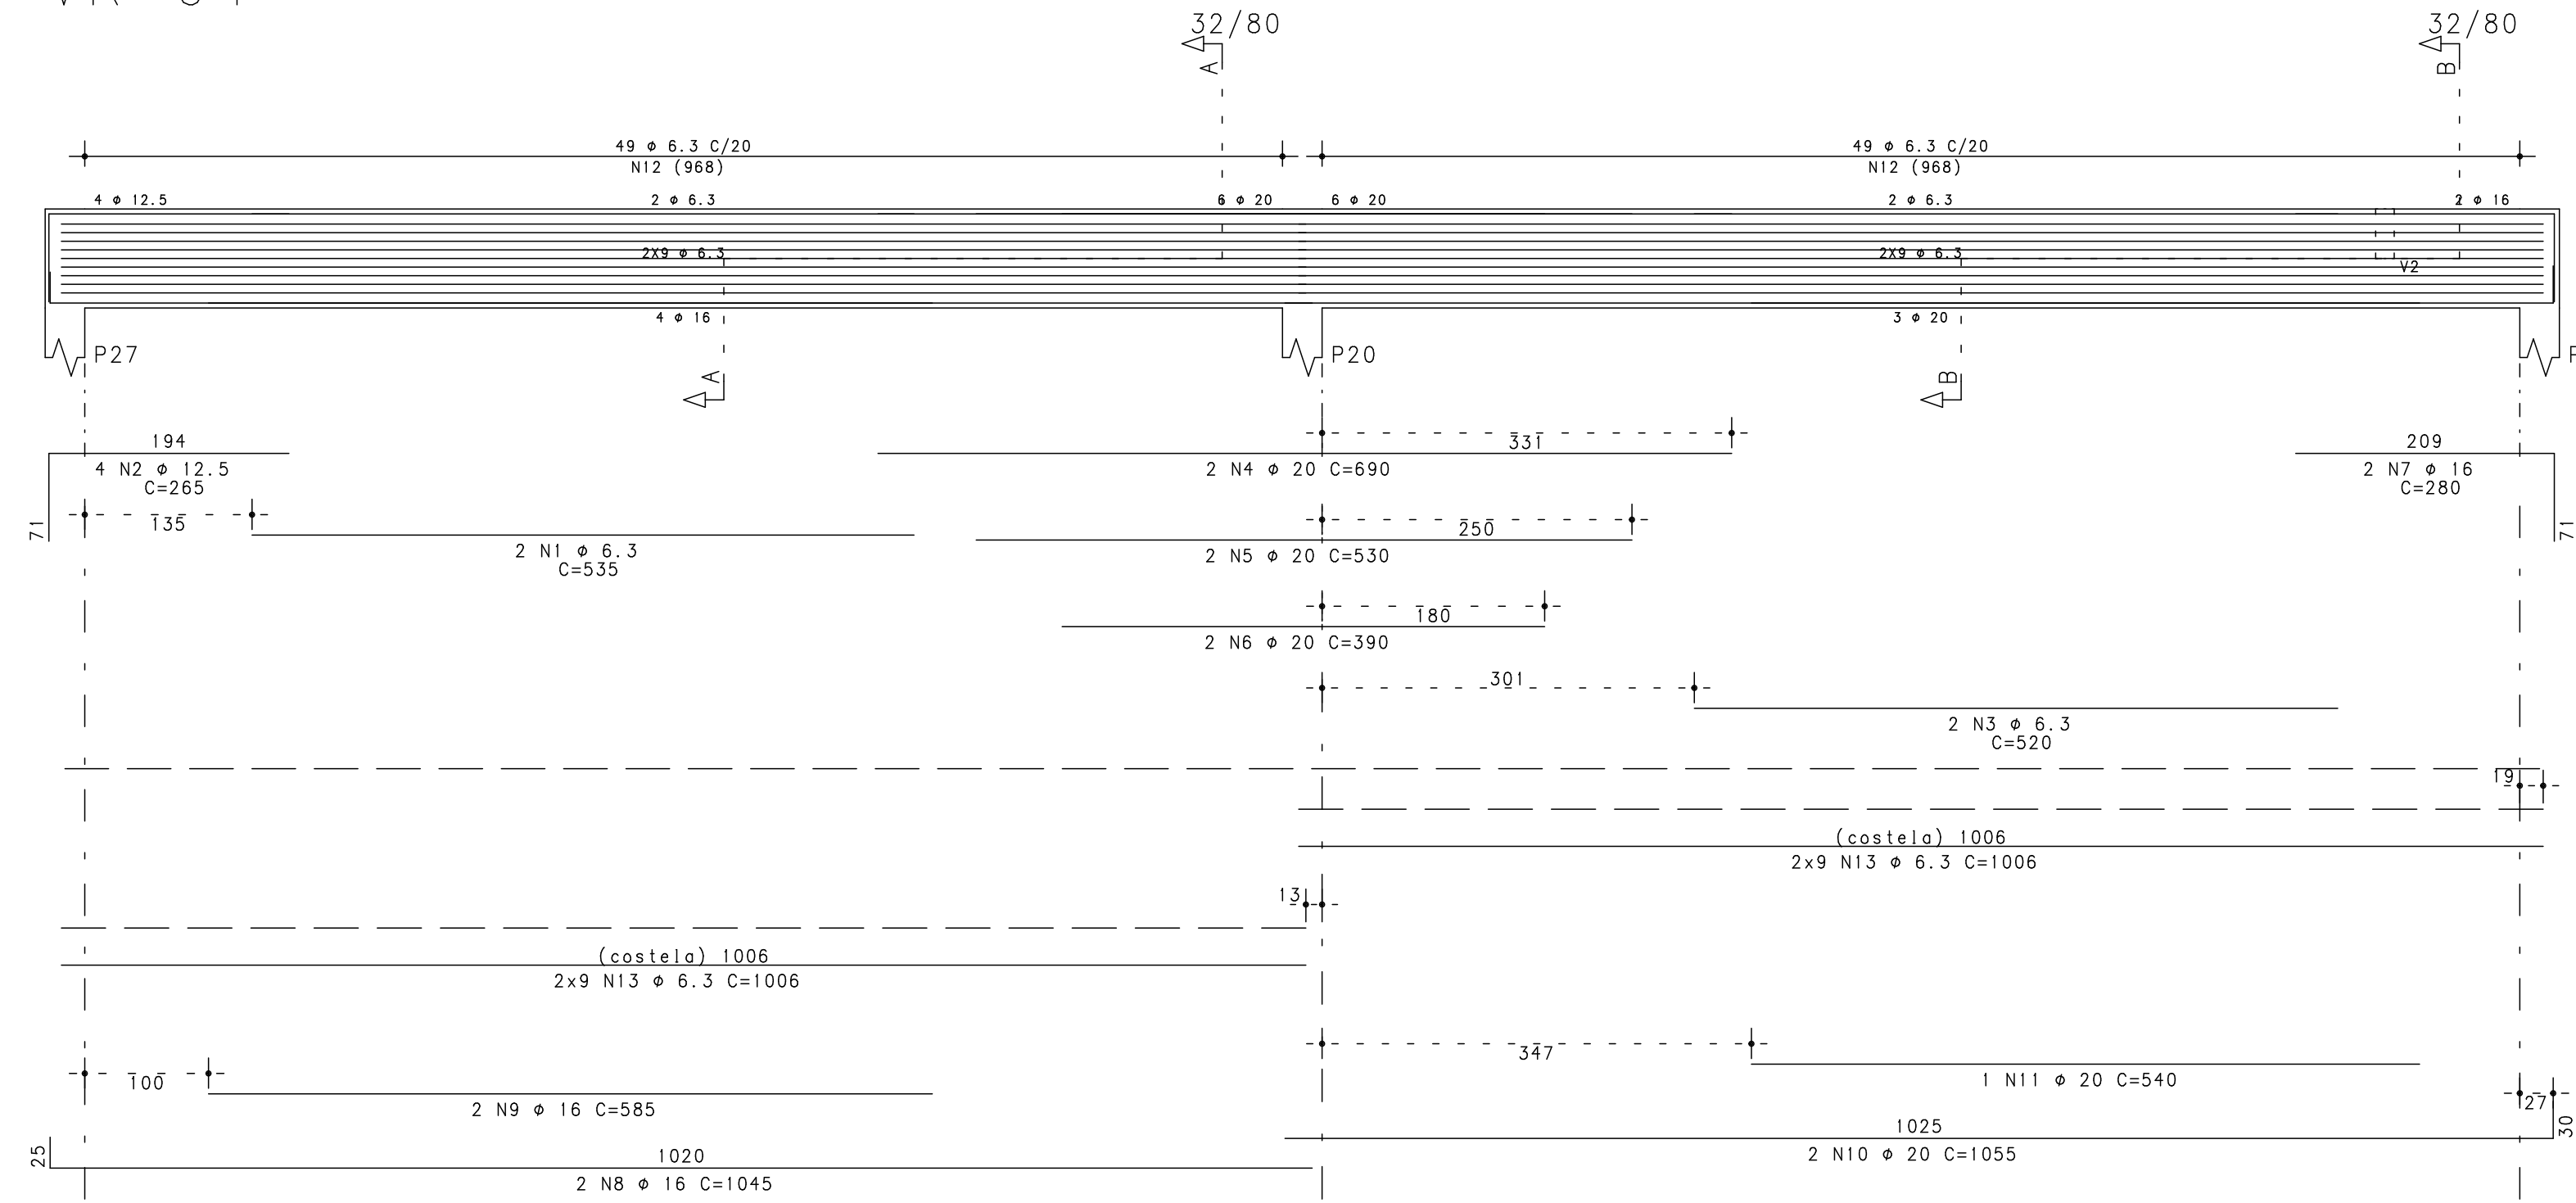 32/80
32/80
A
B
49 ø 6.3 C/20
N12 (968)
49 ø 6.3 C/20
N12 (968)
4 ø 12.5
2 ø 6.3
6 ø 20
6 ø 20
2 ø 6.3
2 ø 16
2X9 ø 6.3
2X9 ø 6.3
V2
4 ø 16
3 ø 20
P27
P20
A
B
194
4 N2 ø 12.5
C=265
71
331
2 N4 ø 20 C=690
209
2 N7 ø 16
C=280
71
135
2 N1 ø 6.3
C=535
250
2 N5 ø 20 C=530
180
2 N6 ø 20 C=390
301
2 N3 ø 6.3
C=520
19
(costela) 1006
2x9 N13 ø 6.3 C=1006
13
(costela) 1006
2x9 N13 ø 6.3 C=1006
347
1 N11 ø 20 C=540
100
2 N9 ø 16 C=585
27
30
1025
2 N10 ø 20 C=1055
25
1020
2 N8 ø 16 C=1045